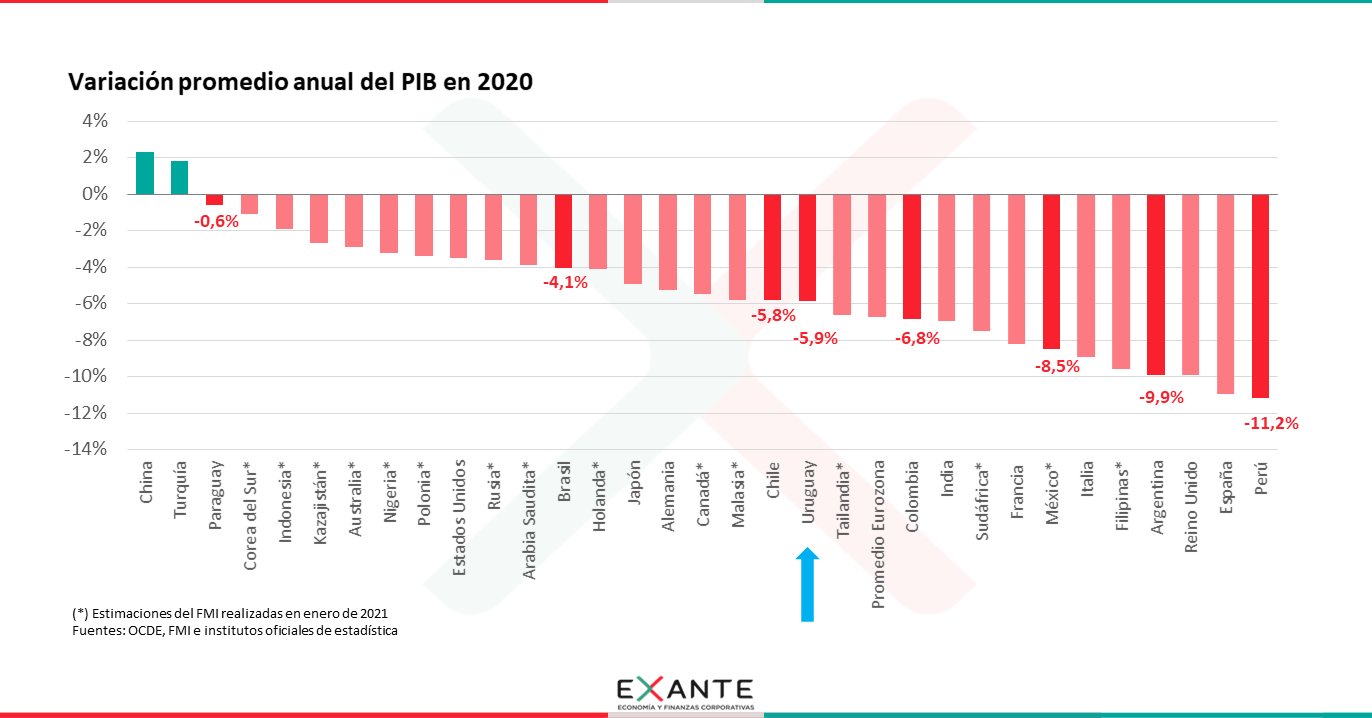 Variación promedio anual del PIB en 2020
4%
2%
0%
-2%
-4%
-6%
-8%
-10%
-12%
-14%
-0,6%
-4,1%
-5,8%
-5,9%
-6,8%
-8,5%
-9,9%
-11,2%
China
Turquía
Paraguay
Corea del Sur*
Indonesia*
Kazajistán*
Australia*
Nigeria*
Polonia*
Estados Unidos
Rusia*
Arabia Saudita*
Brasil
Holanda*
Japón
Alemania
Canadá*
Malasia*
Chile
Uruguay
Tailandia*
Promedio Eurozona
Colombia
India
Sudáfrica*
Francia
México*
Italia
Filipinas*
Argentina
Reino Unido
España
Perú
(*) Estimaciones del FMI realizadas en enero de 2021
Fuentes: OCDE, FMI e institutos oficiales de estadística
EXANTE
ECONOMÍA Y FINANZAS CORPORATIVAS